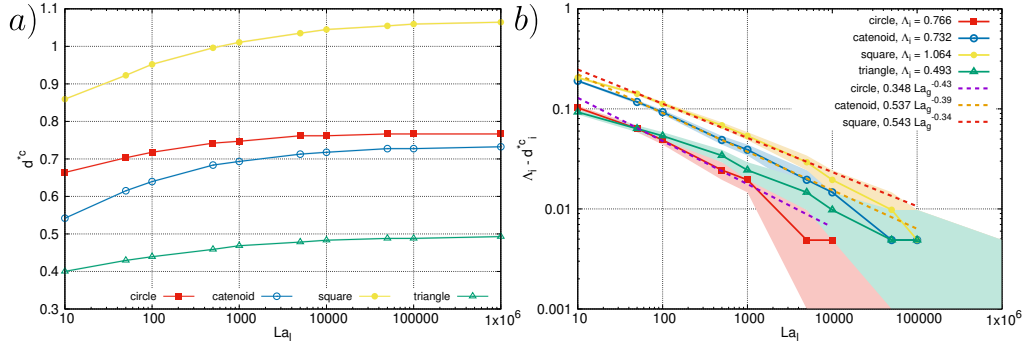 a)
1.1
1
0.9
0.8
0.7
0.6
0.5
0.4
0.3
d*c
circle
catenoid
square
triangle
10
100
1000
10000
100000
1x10⁶
La_l
b)
1
0.1
0.01
0.001
Λ_i - d*c_i
circle, Λ_i = 0.766
catenoid, Λ_i = 0.732
square, Λ_i = 1.064
triangle, Λ_i = 0.493
circle, 0.348 La_g^-0.43
catenoid, 0.537 La_g^-0.39
square, 0.543 La_g^-0.34
10
100
1000
10000
100000
1x10⁶
La_l